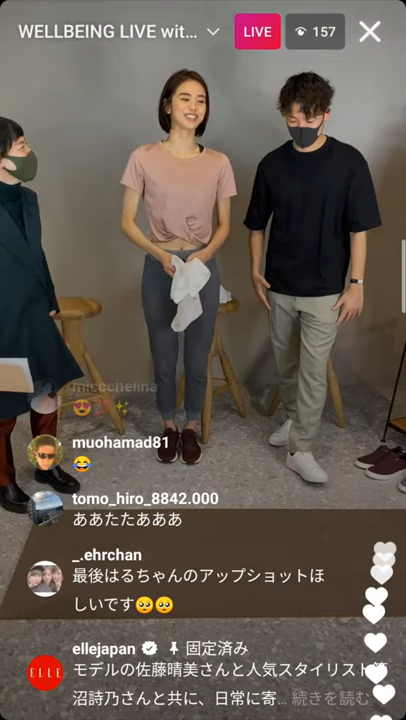 WELLBEING LIVE wit...
LIVE
157
miscchelina
😍✨
muohamad81
😂
tomo_hiro_8842.000
ああたたあああ
_.ehrchan
最後はるちゃんのアップショットほ
しいです🥺🥺
ellejapan 固定済み
ELLE
モデルの佐藤晴美さんと人気スタイリスト
沼詩乃さんと共に、日常に寄... 続きを読む